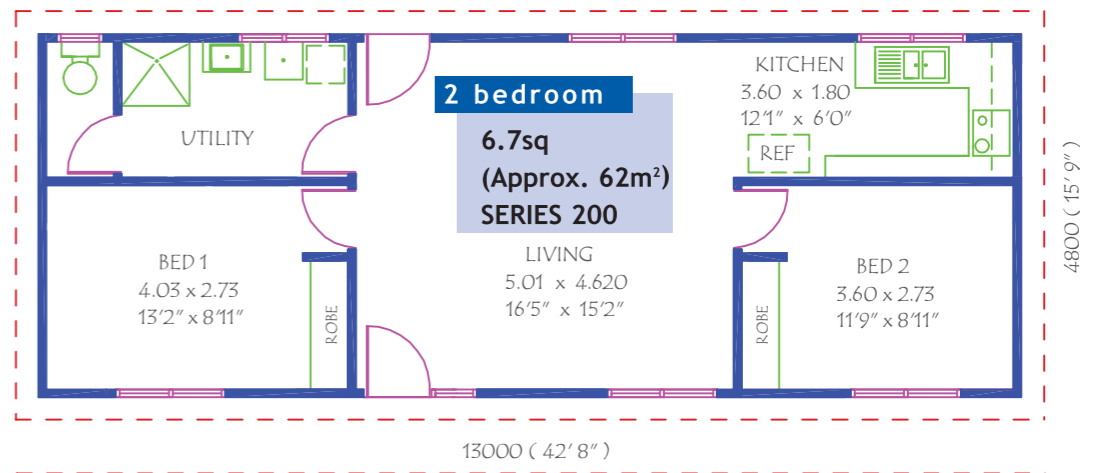 2 bedroom
6.7sq
(Approx. 62m²)
SERIES 200
UTILITY
KITCHEN
3.60 x 1.80
12'1" x 6'0"
REF
BED 1
4.03 x 2.73
13'2" x 8'11"
ROBE
LIVING
5.01 x 4.620
16'5" x 15'2"
ROBE
BED 2
3.60 x 2.73
11'9" x 8'11"
4800 ( 15' 9" )
13000 ( 42' 8" )